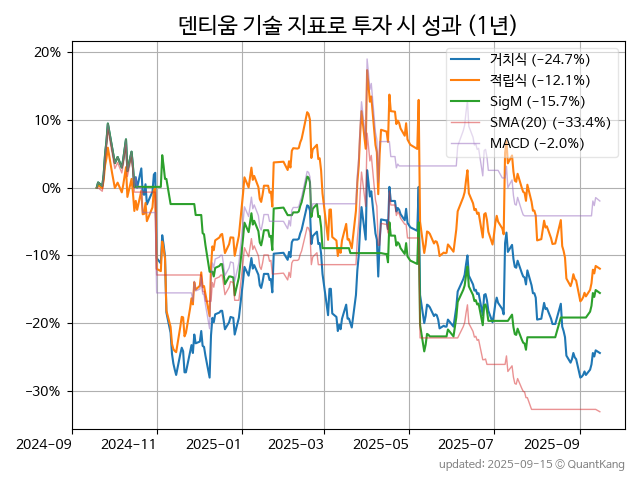 덴티움 기술 지표로 투자 시 성과 (1년)
20%
10%
0%
−10%
−20%
−30%
거치식 (−24.7%)
적립식 (−12.1%)
SigM (−15.7%)
SMA(20) (−33.4%)
MACD (−2.0%)
2024-09
2024-11
2025-01
2025-03
2025-05
2025-07
2025-09
updated: 2025-09-15 © QuantKang